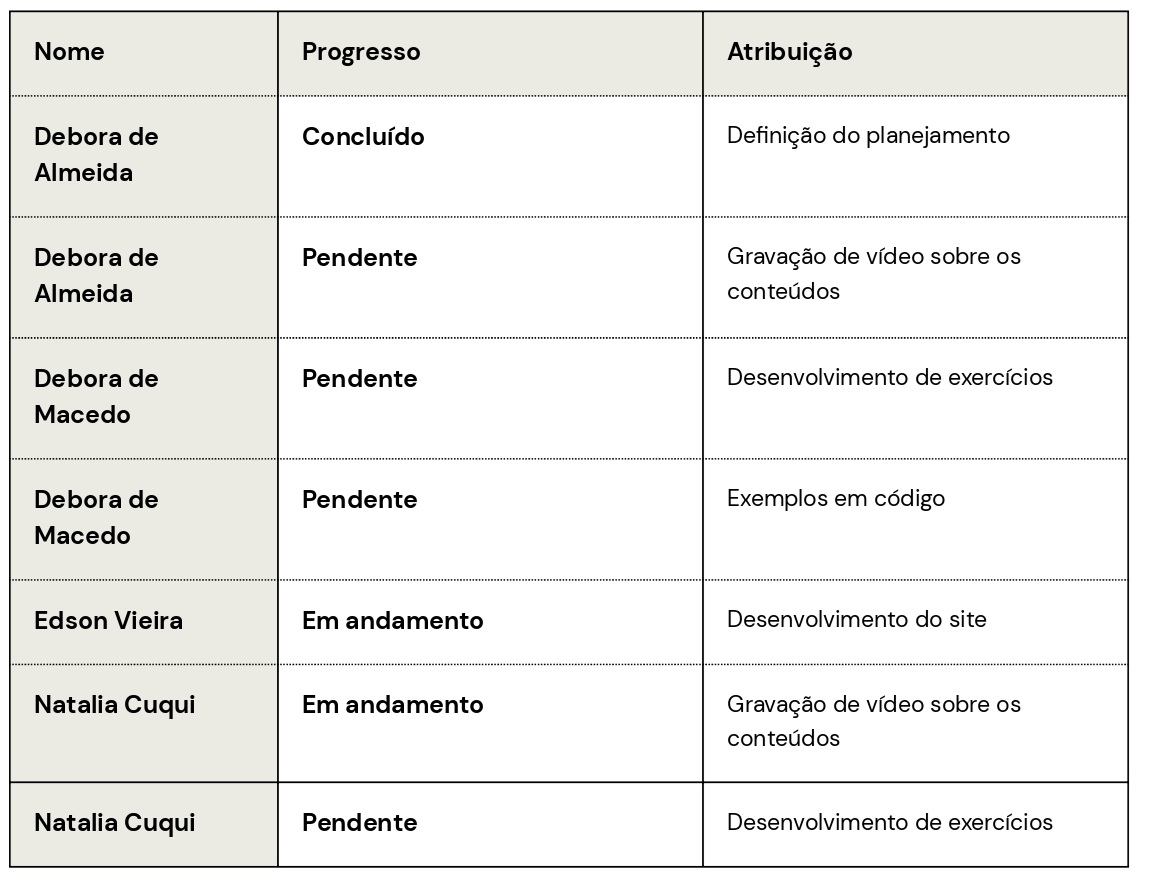 Nome Progresso Atribuição
Debora de Concluído Definição do planejamento
Almeida
Debora de Pendente Gravação de vídeo sobre os
Almeida conteúdos
Debora de Pendente Desenvolvimento de exercícios
Macedo
Debora de Pendente Exemplos em código
Macedo
Edson Vieira Em andamento Desenvolvimento do site
Natalia Cuqui Em andamento Gravação de vídeo sobre os
conteúdos
Natalia Cuqui Pendente Desenvolvimento de exercícios